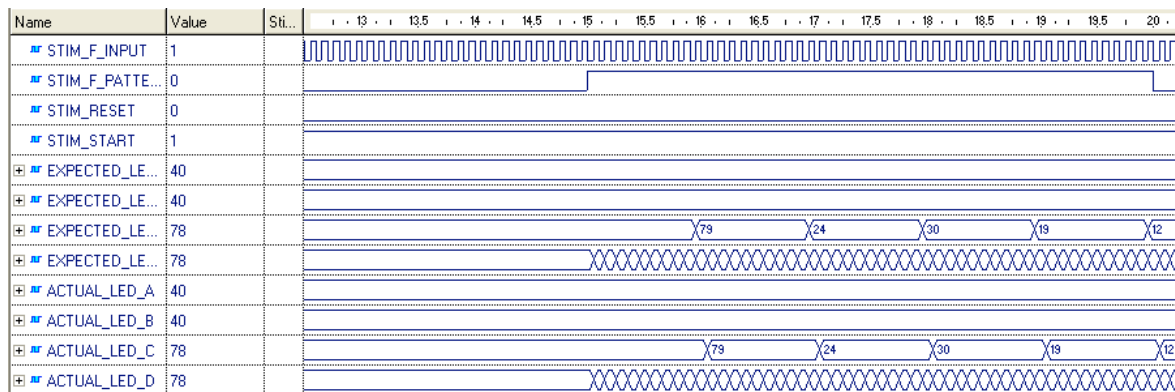 Name Value Sti... 13 13.5 14 14.5 15 15.5 16 16.5 17 17.5 18 18.5 19 19.5 20
STIM_F_INPUT 1
STIM_F_PATTE... 0
STIM_RESET 0
STIM_START 1
EXPECTED_LE... 40
EXPECTED_LE... 40
EXPECTED_LE... 78 79 24 30 19 12
EXPECTED_LE... 78
ACTUAL_LED_A 40
ACTUAL_LED_B 40
ACTUAL_LED_C 78 79 24 30 19 12
ACTUAL_LED_D 78